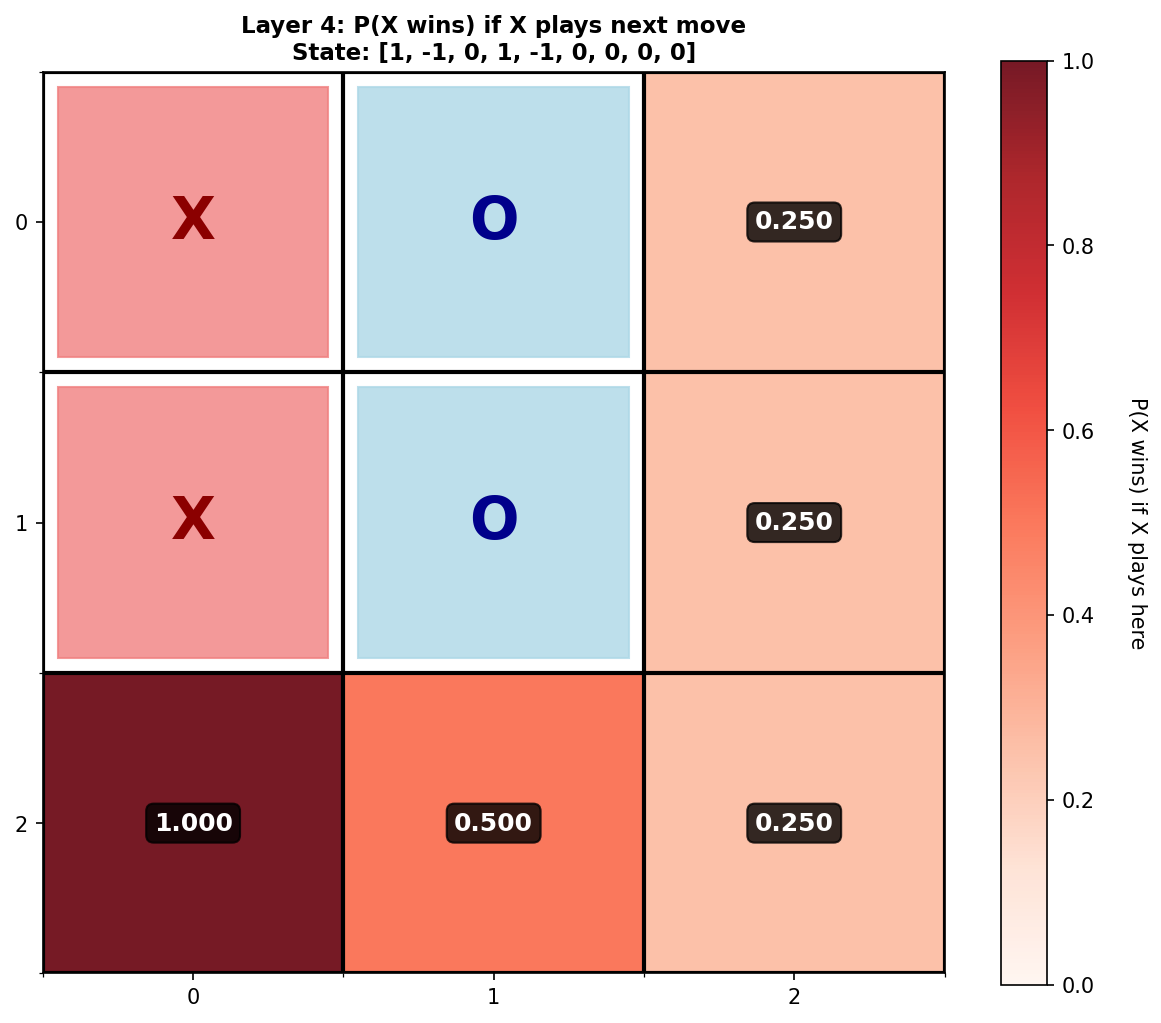 Layer 4: P(X wins) if X plays next move
State: [1, -1, 0, 1, -1, 0, 0, 0, 0]
0
X
O
0.250
1
X
O
0.250
2
1.000
0.500
0.250
0
1
2
1.0
0.8
0.6
0.4
0.2
0.0
P(X wins) if X plays here